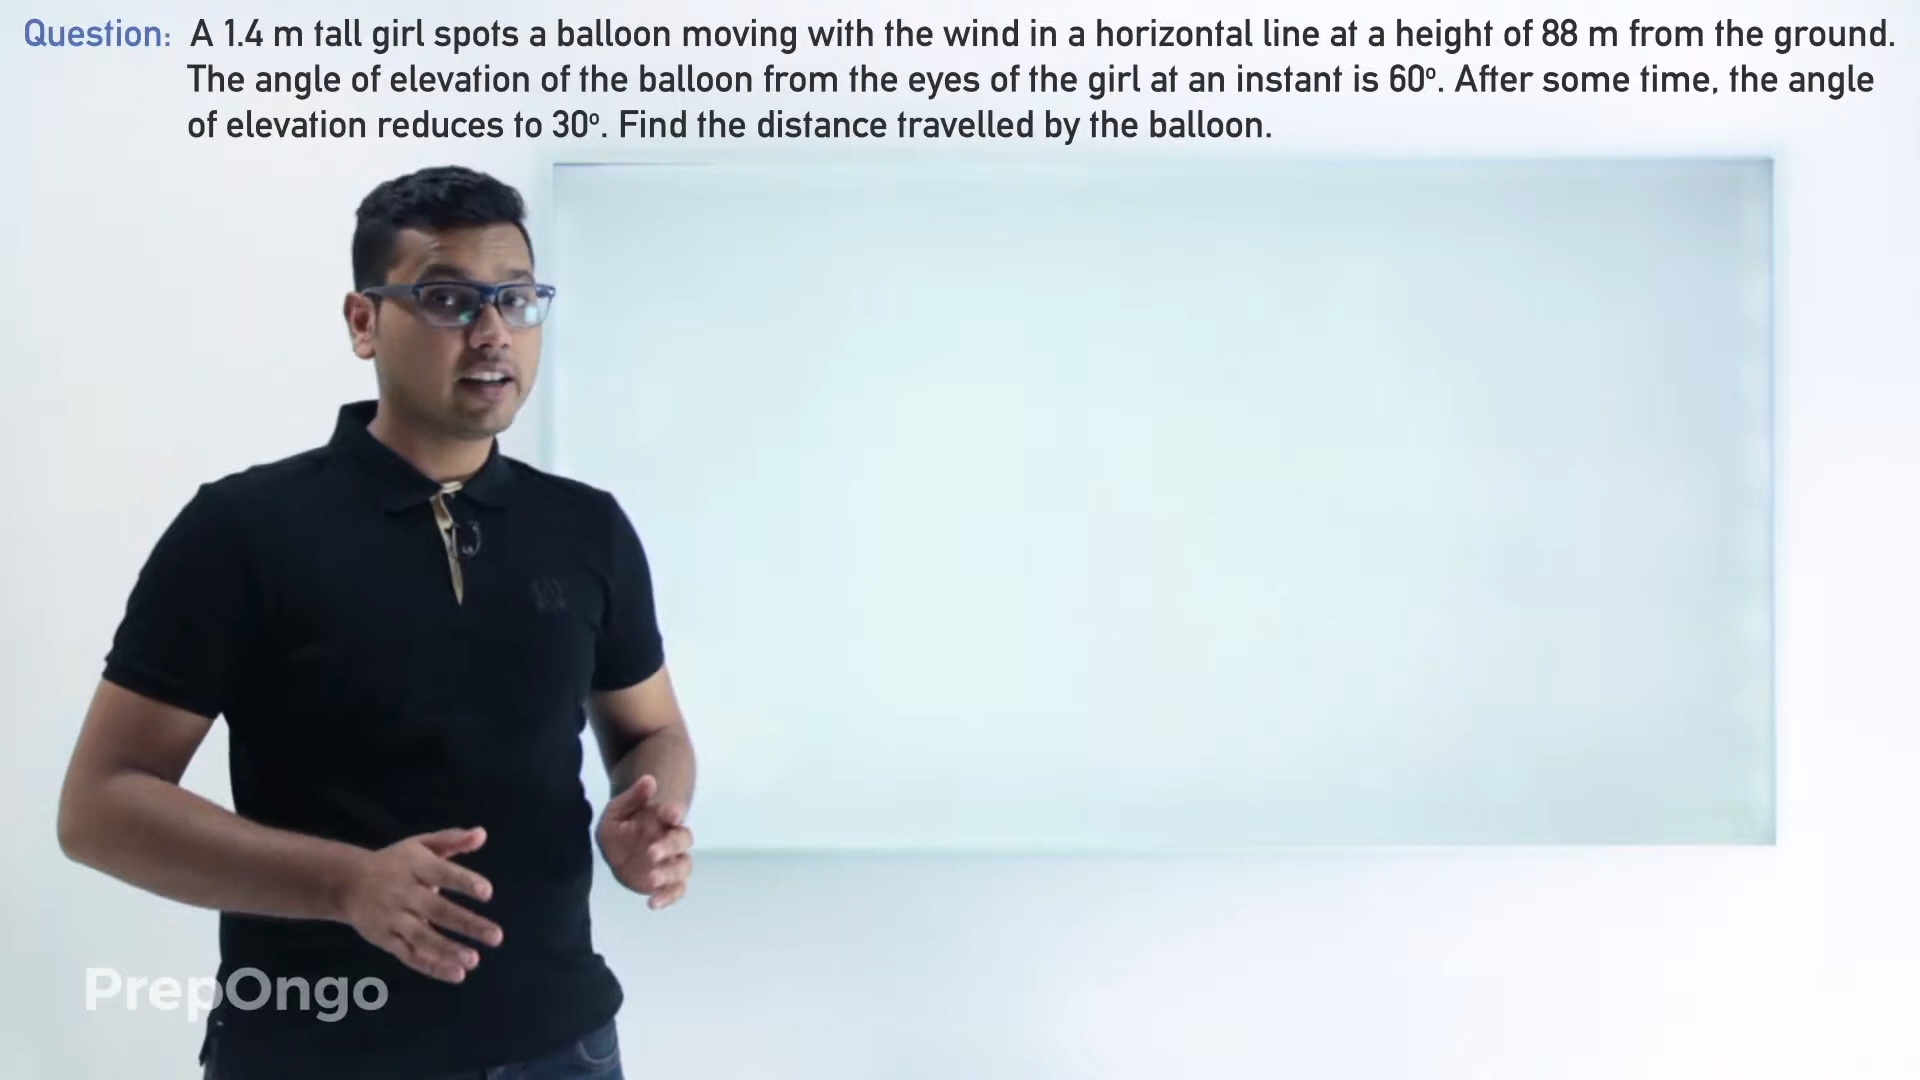 Question: A 1.4 m tall girl spots a balloon moving with the wind in a horizontal line at a height of 88 m from the ground.
The angle of elevation of the balloon from the eyes of the girl at an instant is 60º. After some time, the angle
of elevation reduces to 30º. Find the distance travelled by the balloon.
PrepOngo